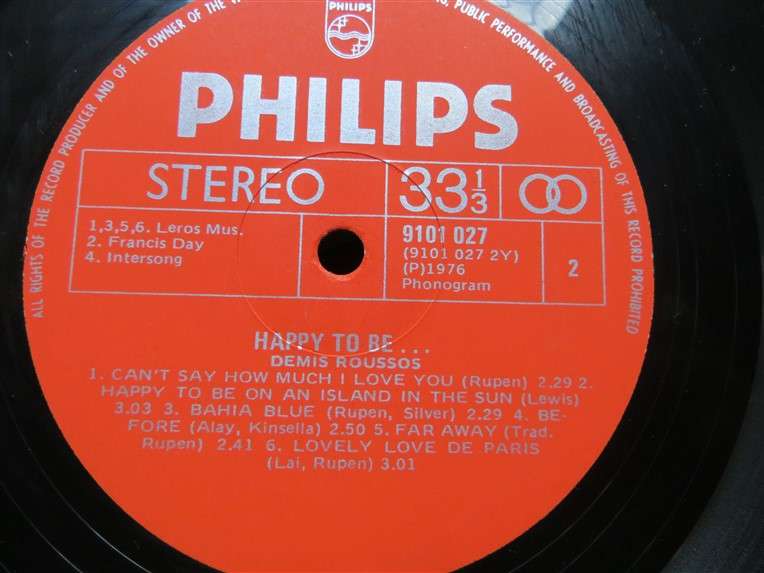 PHILIPS
ALL RIGHTS OF THE RECORD PRODUCER AND OF THE OWNER OF THE
PUBLIC PERFORMANCE AND BROADCASTING OF THIS RECORD PROHIBITED
PHILIPS
STEREO 33 1/3
1,3,5,6. Leros Mus.
2. Francis Day
4. Intersong
9101 027
(9101 027 2Y)
(P)1976
Phonogram
2
HAPPY TO BE...
DEMIS ROUSSOS
1. CAN'T SAY HOW MUCH I LOVE YOU (Rupen) 2.29 2.
HAPPY TO BE ON AN ISLAND IN THE SUN (Lewis)
3.03 3. BAHIA BLUE (Rupen, Silver) 2.29 4. BE-
FORE (Alay, Kinsella) 2.50 5. FAR AWAY (Trad.
Rupen) 2.41 6. LOVELY LOVE DE PARIS
(Lai, Rupen) 3.01